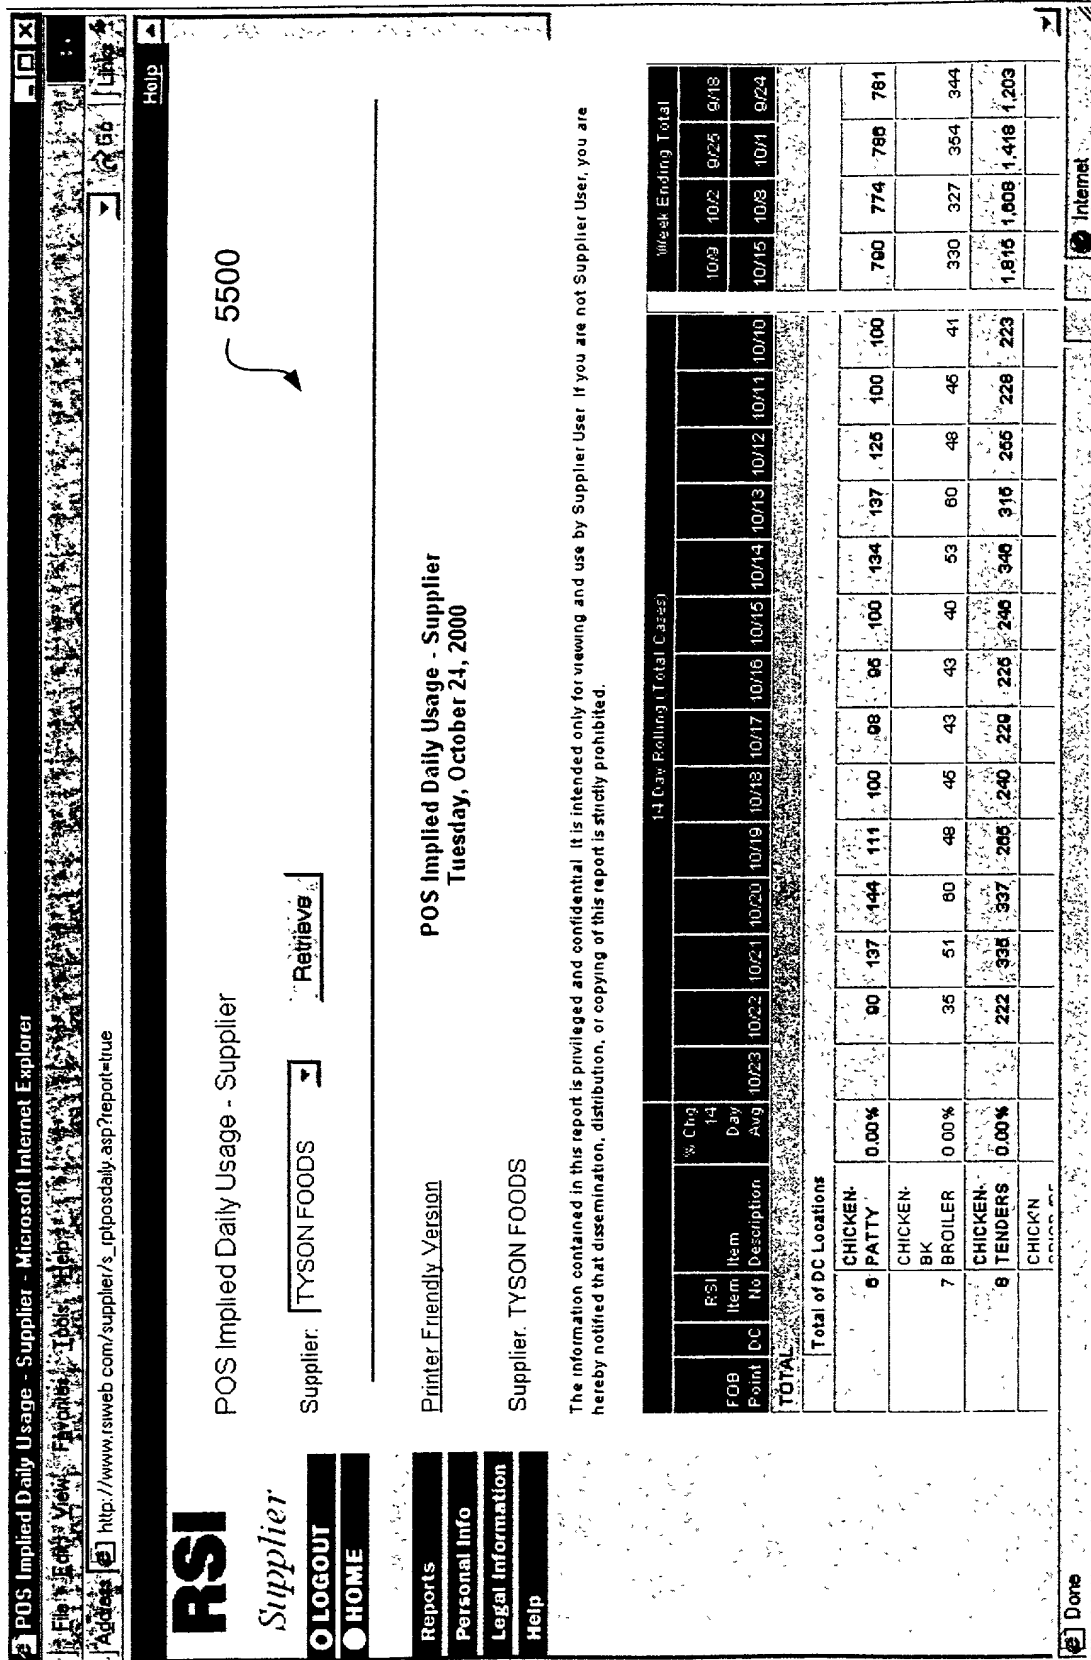 POS Implied Daily Usage - Supplier - Microsoft Internet Explorer
File Edit View Favorites Tools Help
Address http://www.rsiweb com/supplier/s_rptposdaily.asp?report=true Go Links
Help
RSI
Supplier
LOGOUT
HOME
Reports
Personal Info
Legal Information
Help
POS Implied Daily Usage - Supplier
5500
Supplier: TYSON FOODS Retrieve
Printer Friendly Version
POS Implied Daily Usage - Supplier
Tuesday, October 24, 2000
Supplier. TYSON FOODS
The information contained in this report is privileged and confidential It is intended only for viewing and use by Supplier User If you are not Supplier User, you are
hereby notified that dissemination, distribution, or copying of this report is strictly prohibited.
14 Day Rolling (Total Cases) Week Ending Total
% Chg 10/9 10/2 9/25 9/18
FOB Point DC RSI Item No Item Description 14 Day Avg 10/23 10/22 10/21 10/20 10/19 10/18 10/17 10/16 10/15 10/14 10/13 10/12 10/11 10/10 10/15 10/8 10/1 9/24
TOTAL
Total of DC Locations
6 CHICKEN- PATTY 0.00% 90 137 144 111 100 98 95 100 134 137 125 100 100 790 774 786 781
7 CHICKEN- BK BROILER 0 00% 35 51 60 48 45 43 43 40 53 60 48 45 41 330 327 354 344
8 CHICKEN- TENDERS 0.00% 222 335 337 265 240 229 225 246 346 315 255 228 223 1,815 1,608 1,418 1,203
CHICK'N
Done Internet